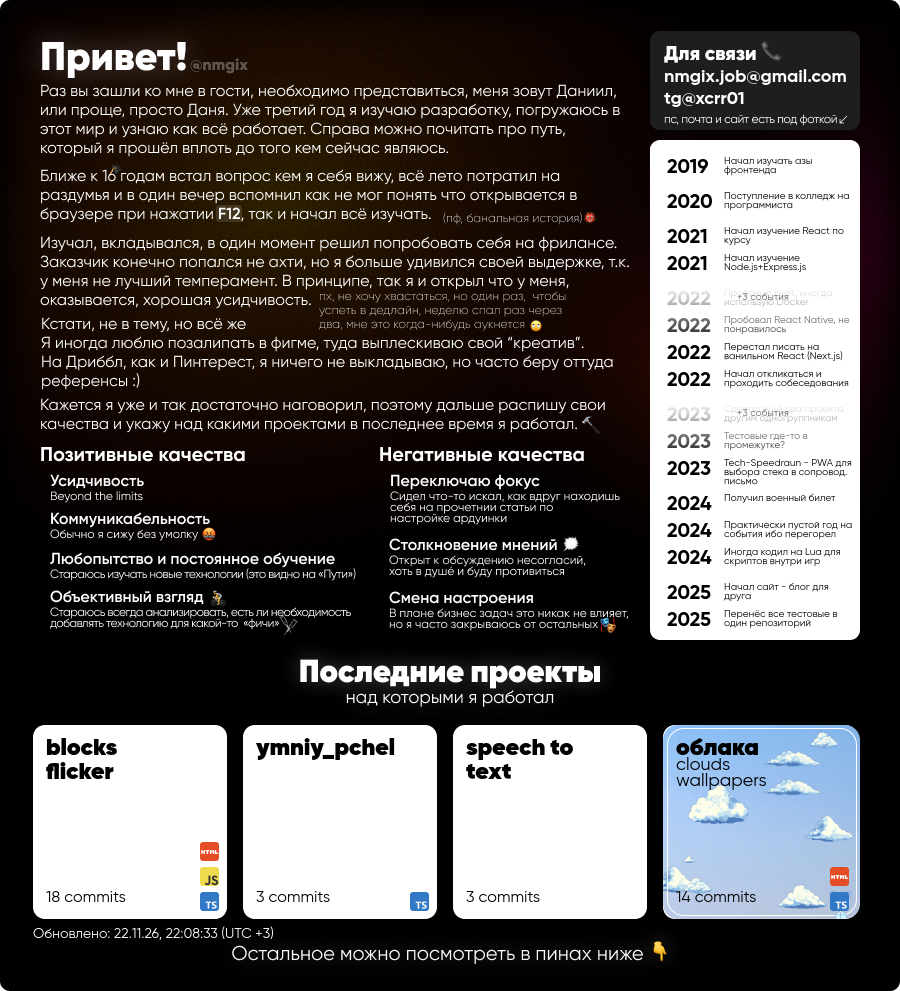 Привет! @nmgix
Раз вы зашли ко мне в гости, необходимо представиться, меня зовут Даниил,
или проще, просто Даня. Уже третий год я изучаю разработку, погружаюсь в
этот мир и узнаю как всё работает. Справа можно почитать про путь,
который я прошёл вплоть до того кем сейчас являюсь.
Ближе к 16 годам встал вопрос кем я себя вижу, всё лето потратил на
раздумья и в один вечер вспомнил как не мог понять что открывается в
браузере при нажатии F12, так и начал всё изучать. (пф, банальная история)
Изучал, вкладывался, в один момент решил попробовать себя на фрилансе.
Заказчик конечно попался не ахти, но я больше удивился своей выдержке, т.к.
у меня не лучший темперамент. В принципе, так я и открыл что у меня,
оказывается, хорошая усидчивость.
пх, не хочу хвастаться, но один раз, чтобы
успеть в дедлайн, неделю спал раз через
два, мне это когда-нибудь аукнется
Кстати, не в тему, но всё же
Я иногда люблю позалипать в фигме, туда выплескиваю свой “креатив”.
На Дриббл, как и Пинтерест, я ничего не выкладываю, но часто беру оттуда
референсы :)
Кажется я уже и так достаточно наговорил, поэтому дальше распишу свои
качества и укажу над какими проектами в последнее время я работал.
Позитивные качества
Усидчивость
Beyond the limits
Коммуникабельность
Обычно я сижу без умолку
Любопытство и постоянное обучение
Стараюсь изучать новые технологии (это видно на «Пути»)
Объективный взгляд
Стараюсь всегда анализировать, есть ли необходимость
добавлять технологию для какой-то «фичи»
Негативные качества
Переключаю фокус
Сидел что-то искал, как вдруг находишь
себя на прочетнии статьи по
настройке ардуинки
Столкновение мнений
Открыт к обсуждению несогласий,
хоть в душе и буду противиться
Смена настроения
В плане бизнес задач это никак не влияет,
но я часто закрываюсь от остальных
Для связи
nmgix.job@gmail.com
tg@xcrr01
пс, почта и сайт есть под фоткой
2019 Начал изучать азы
фронтенда
2020 Поступление в колледж на
программиста
2021 Начал изучение React по
курсу
2021 Начал изучение
Node.js+Express.js
2022 +3 события
использую Docker
2022 Пробовал React Native, не
понравилось
2022 Перестал писать на
ванильном React (Next.js)
2022 Начал откликаться и
проходить собеседования
2023 +3 события
другим одногруппникам
2023 Тестовые где-то в
промежутке?
2023 Tech-Speedraun - PWA для
выбора стека в сопровод.
письмо
2024 Получил военный билет
2024 Практически пустой год на
события ибо перегорел
2024 Иногда кодил на Lua для
скриптов внутри игр
2025 Начал сайт - блог для
друга
2025 Перенёс все тестовые в
один репозиторий
Последние проекты
над которыми я работал
blocks
flicker
HTML
JS
TS
18 commits
ymniy_pchel
3 commits
TS
speech to
text
3 commits
облака
clouds
wallpapers
HTML
TS
14 commits
Обновлено: 22.11.26, 22:08:33 (UTC +3)
Остальное можно посмотреть в пинах ниже